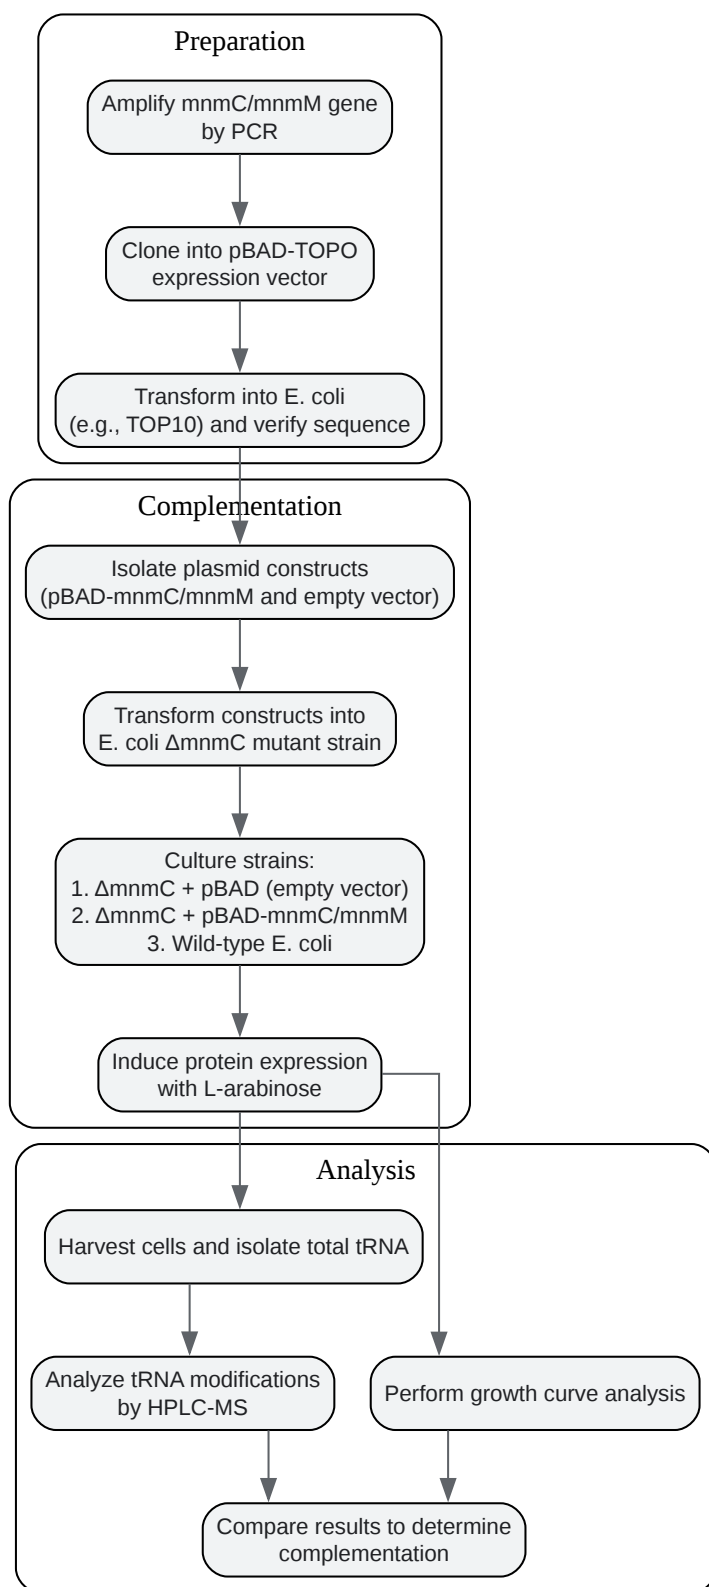 Preparation
Amplify mnmC/mnmM gene
by PCR
Clone into pBAD-TOPO
expression vector
Transform into E. coli
(e.g., TOP10) and verify sequence
Complementation
Isolate plasmid constructs
(pBAD-mnmC/mnmM and empty vector)
Transform constructs into
E. coli ΔmnmC mutant strain
Culture strains:
1. ΔmnmC + pBAD (empty vector)
2. ΔmnmC + pBAD-mnmC/mnmM
3. Wild-type E. coli
Induce protein expression
with L-arabinose
Analysis
Harvest cells and isolate total tRNA
Analyze tRNA modifications
by HPLC-MS
Perform growth curve analysis
Compare results to determine
complementation